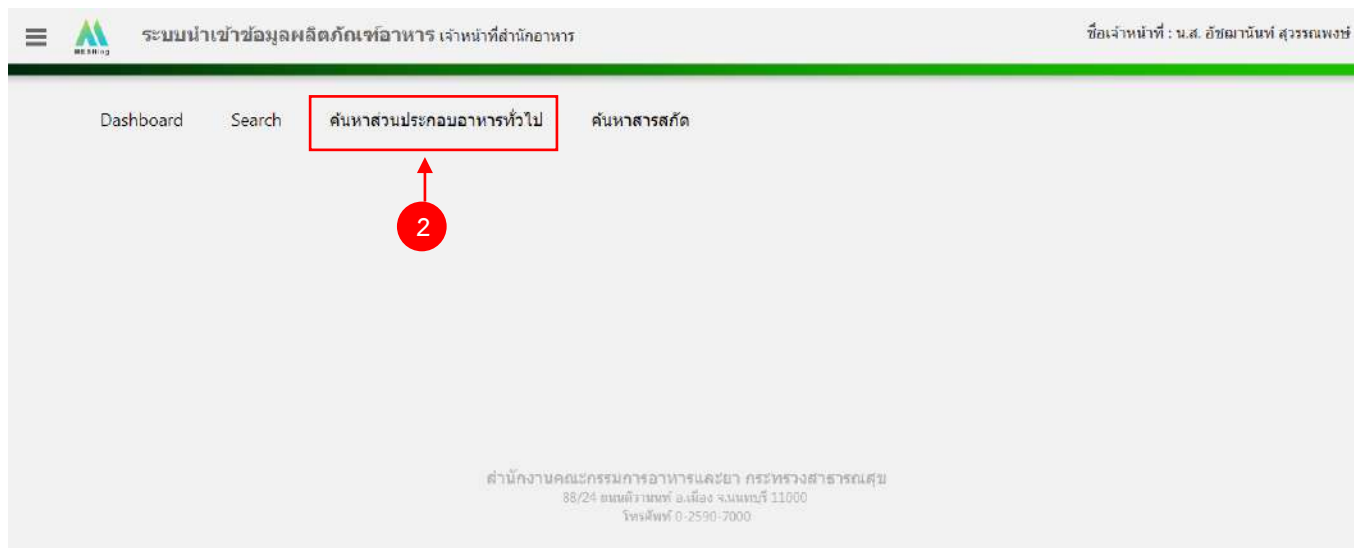 ระบบนำเข้าข้อมูลผลิตภัณฑ์อาหาร เจ้าหน้าที่สำนักอาหาร
ชื่อเจ้าหน้าที่ : น.ส. อัชฌานันท์ สุวรรณพงษ์
Dashboard Search ค้นหาส่วนประกอบอาหารทั่วไป ค้นหาสารสกัด
2
สำนักงานคณะกรรมการอาหารและยา กระทรวงสาธารณสุข
88/24 ถนนติวานนท์ อ.เมือง จ.นนทบุรี 11000
โทรศัพท์ 0-2590-7000